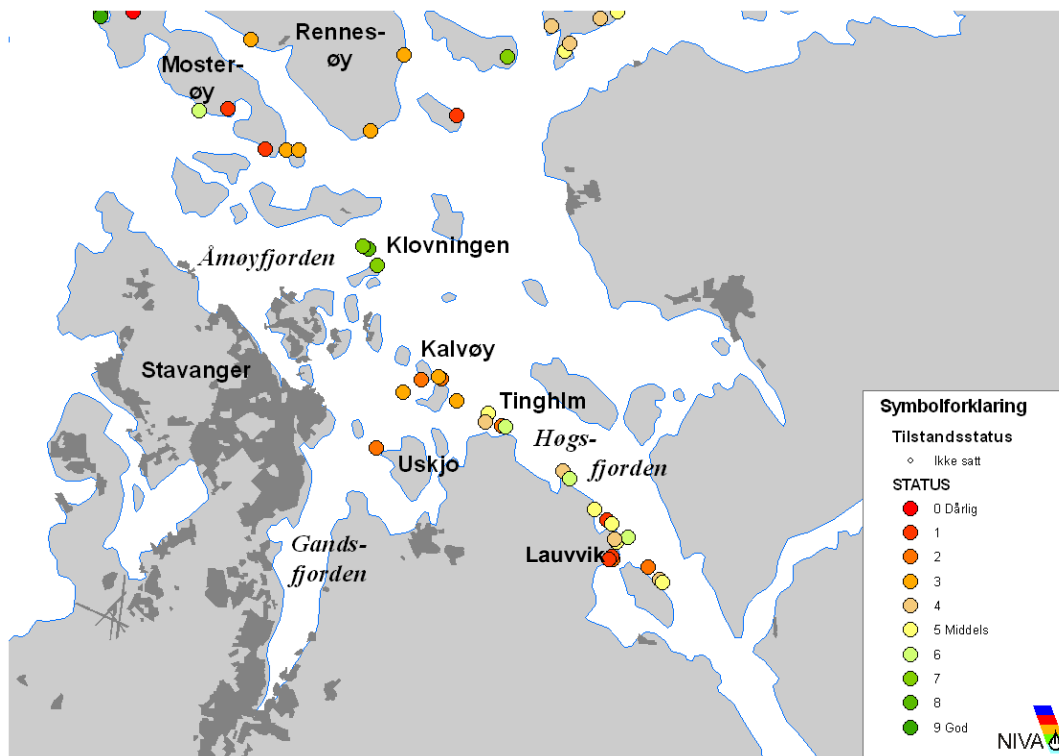 Rennes-
øy
Moster-
øy
Klovningen
Åmøyfjorden
Kalvøy
Stavanger
Tinghlm
Høgs-
fjorden
Uskjo
Gands-
fjorden
Lauvvik
Symbolforklaring
Tilstandsstatus
Ikke satt
STATUS
0 Dårlig
1
2
3
4
5 Middels
6
7
8
9 God
NIVA